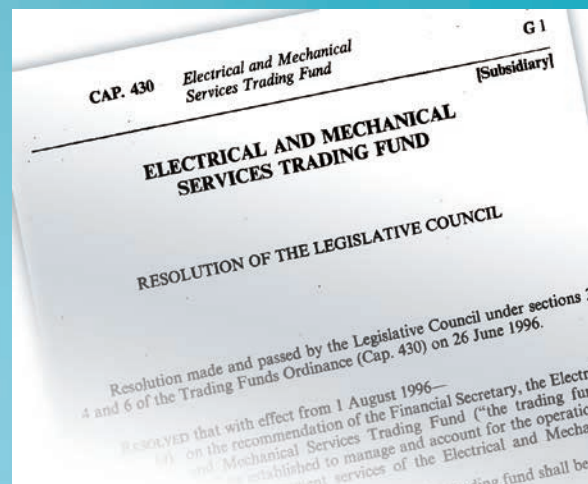 G 1
CAP. 430 Electrical and Mechanical
Services Trading Fund
[Subsidiary]
ELECTRICAL AND MECHANICAL
SERVICES TRADING FUND
RESOLUTION OF THE LEGISLATIVE COUNCIL
Resolution made and passed by the Legislative Council under sections
4 and 6 of the Trading Funds Ordinance (Cap. 430) on 26 June 1996.
RESOLVED that with effect from 1 August 1996—
on the recommendation of the Financial Secretary, the
and Mechanical Services Trading Fund ("the trading
established to manage and account for the
services of the Electrical and
fund shall be